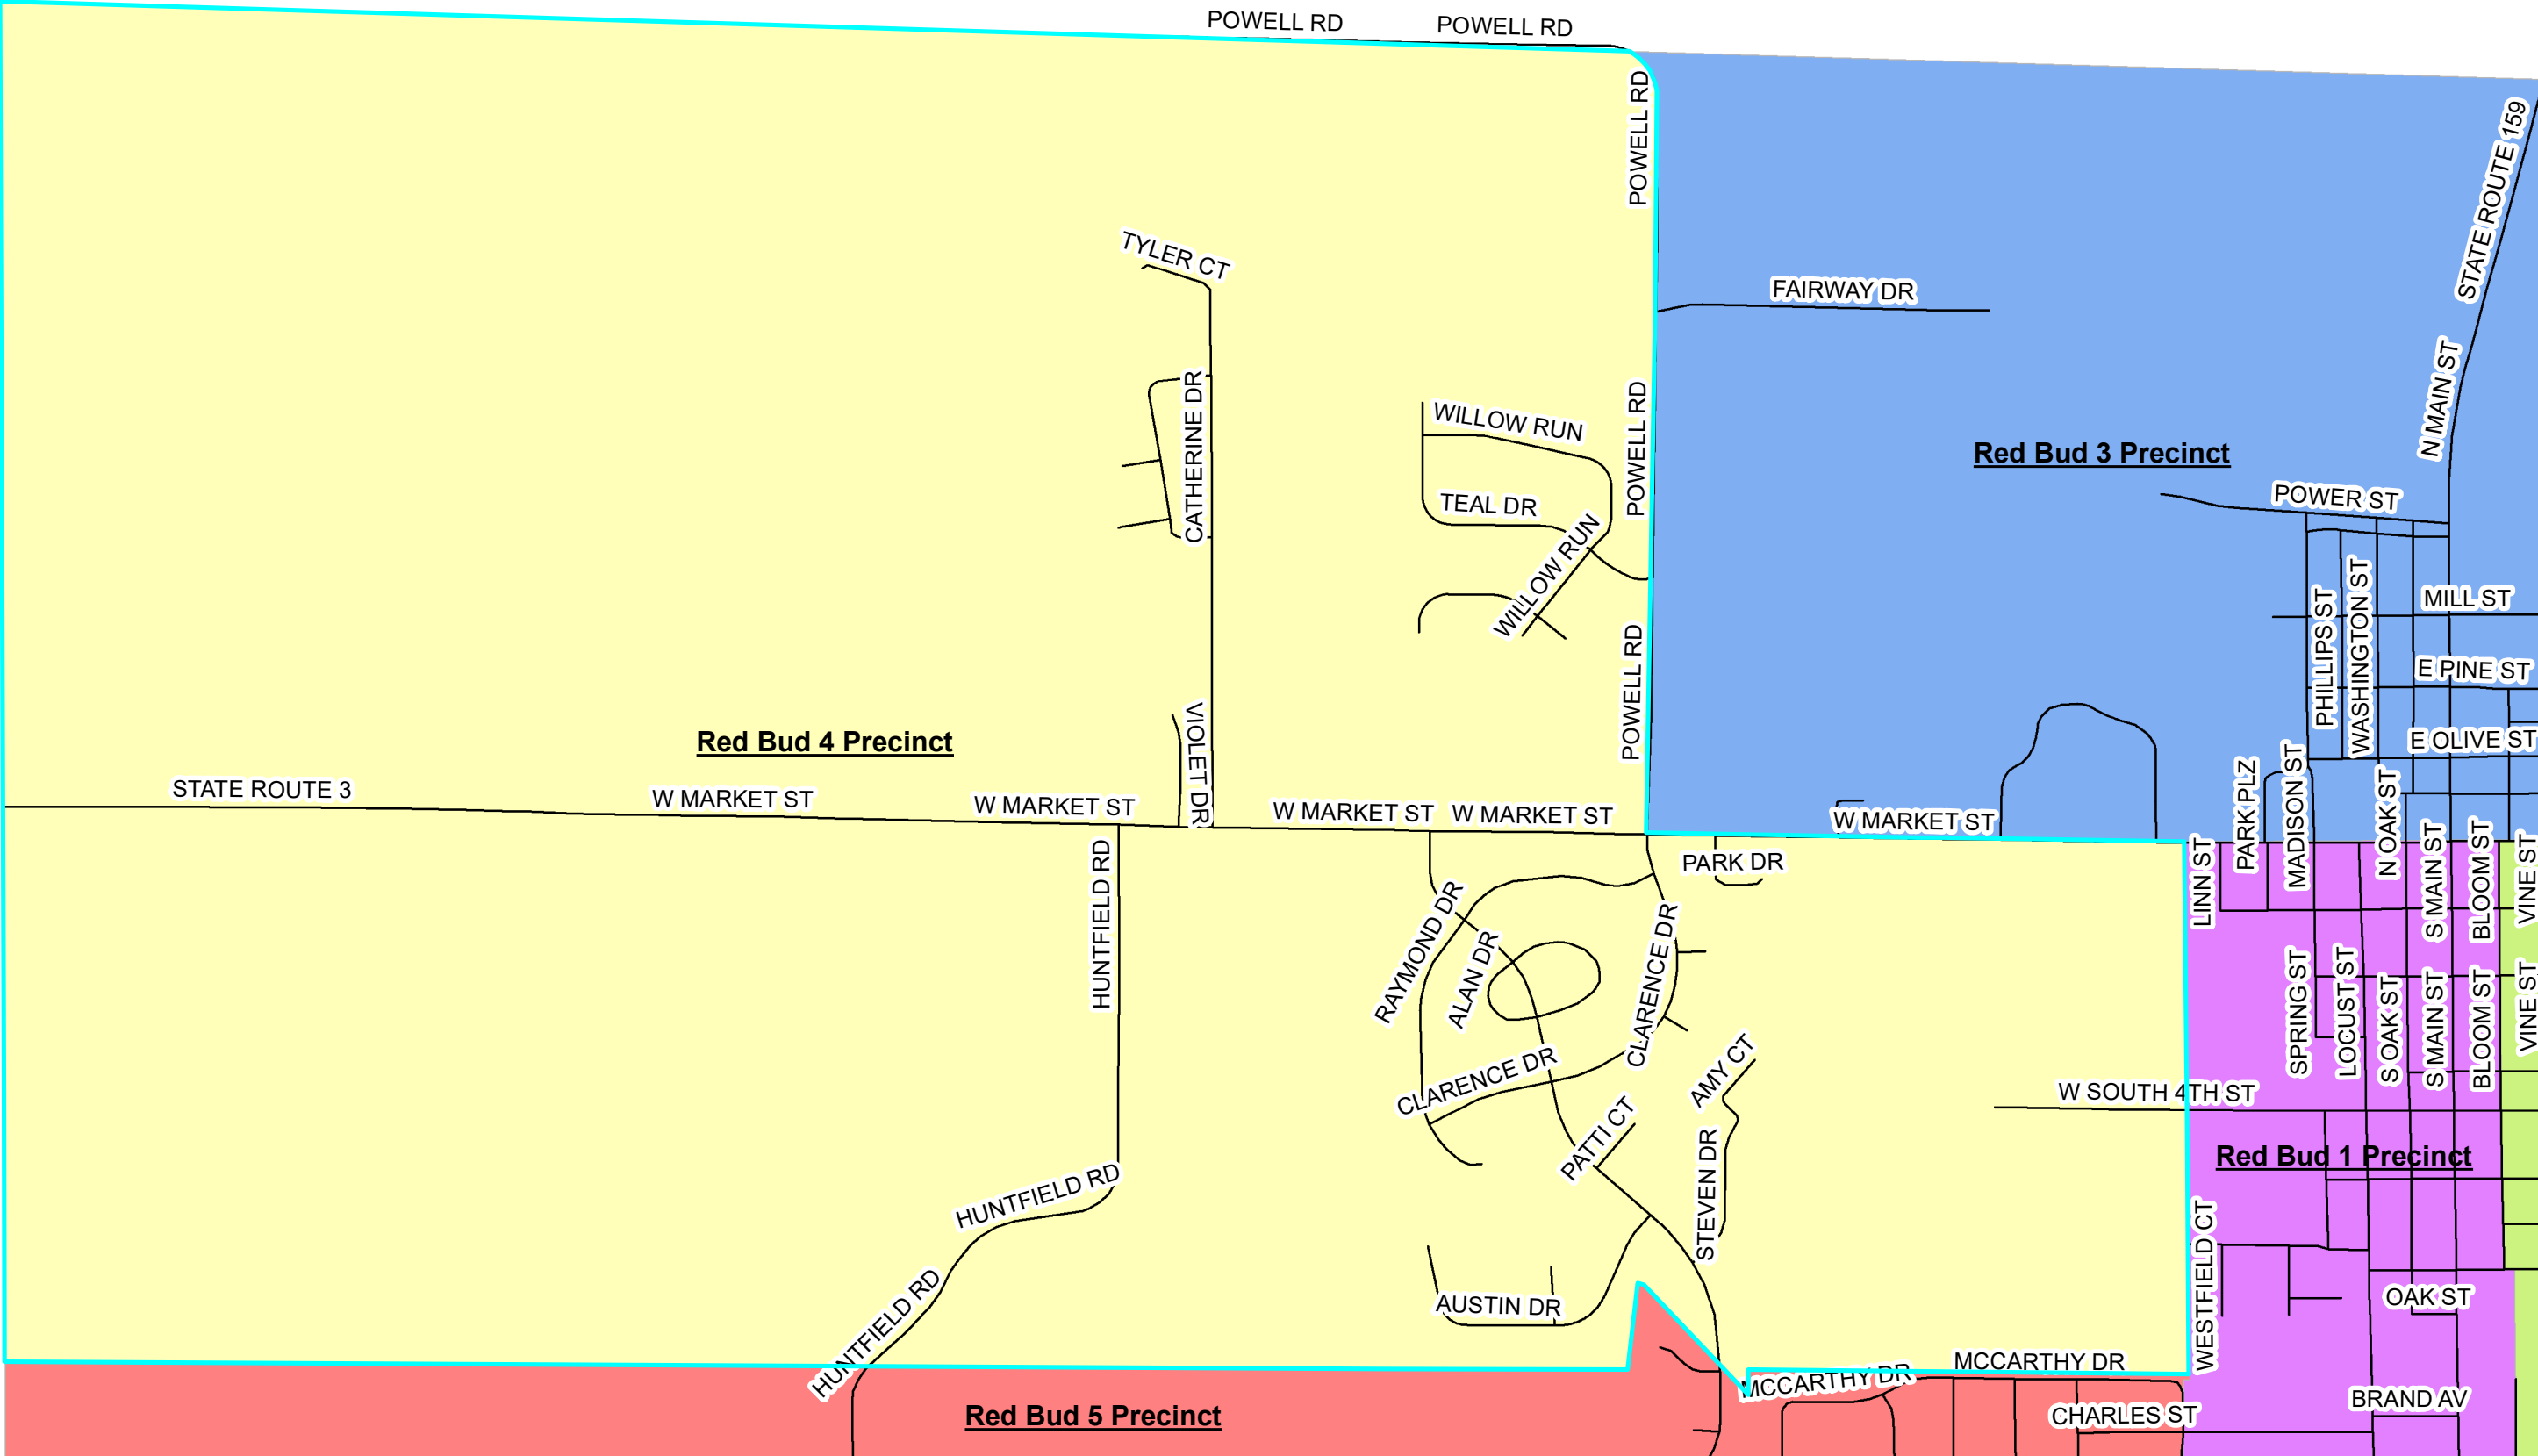 POWELL RD
POWELL RD
POWELL RD
STATE ROUTE 159
TYLER CT
FAIRWAY DR
N MAIN ST
CATHERINE DR
WILLOW RUN
POWELL RD
Red Bud 3 Precinct
TEAL DR
POWER ST
WILLOW RUN
MILL ST
PHILLIPS ST
WASHINGTON ST
POWELL RD
E PINE ST
Red Bud 4 Precinct
VIOLET DR
E OLIVE ST
STATE ROUTE 3
W MARKET ST
W MARKET ST
W MARKET ST
W MARKET ST
W MARKET ST
PARK PLZ
MADISON ST
N OAK ST
HUNTFIELD RD
PARK DR
LINN ST
S MAIN ST
BLOOM ST
VINE ST
RAYMOND DR
ALAN DR
CLARENCE DR
SPRING ST
LOCUST ST
S OAK ST
S MAIN ST
BLOOM ST
VINE ST
CLARENCE DR
AMY CT
W SOUTH 4TH ST
PATTI CT
STEVEN DR
Red Bud 1 Precinct
HUNTFIELD RD
WESTFIELD CT
HUNTFIELD RD
AUSTIN DR
OAK ST
MCCARTHY DR
MCCARTHY DR
BRAND AV
Red Bud 5 Precinct
CHARLES ST